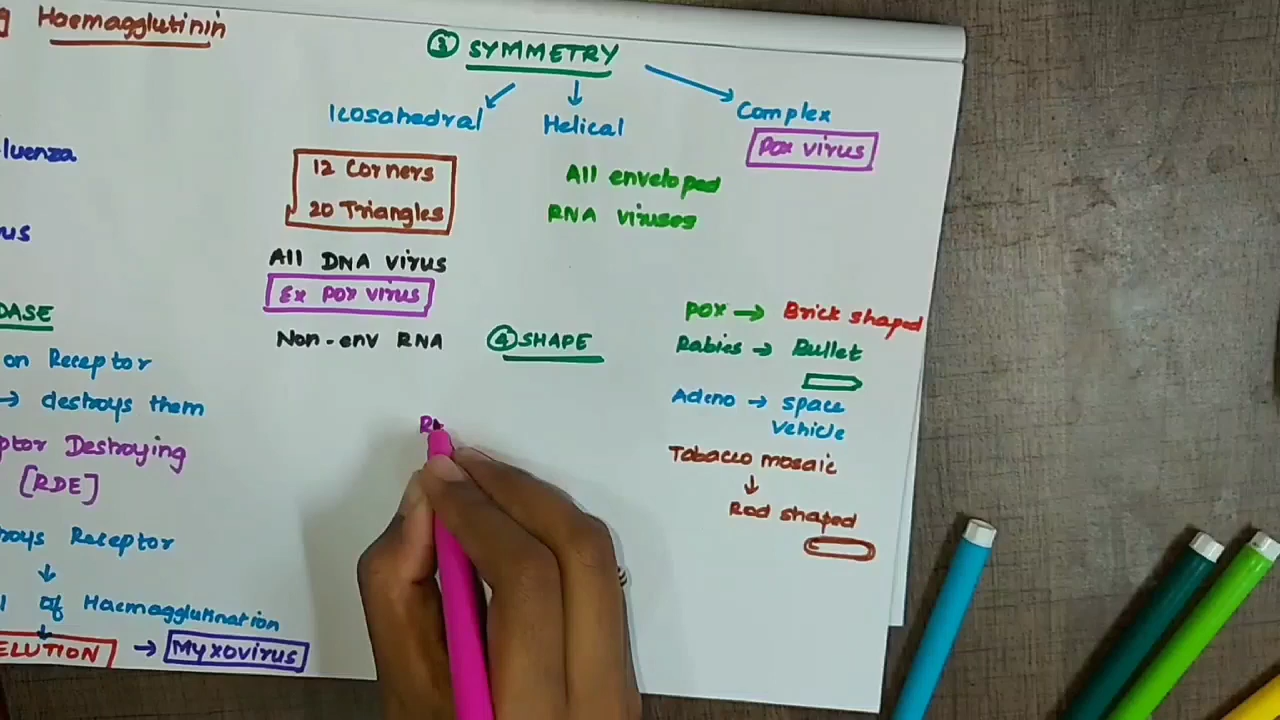 Haemagglutinin
luenza
us
DASE
on Receptor
→ destroys them
ptor Destroying
[RDE]
oys Receptor
↓
of Haemagglutination
ELUTION → Myxovirus
③ SYMMETRY
Icosahedral
12 Corners
20 Triangles
All DNA virus
Ex pox virus
Non-env RNA
Helical
All enveloped
RNA viruses
Complex
Pox virus
④ SHAPE
pox → Brick shaped
Rabies → Bullet
Adeno → space
vehicle
Tobacco mosaic
↓
Rod shaped